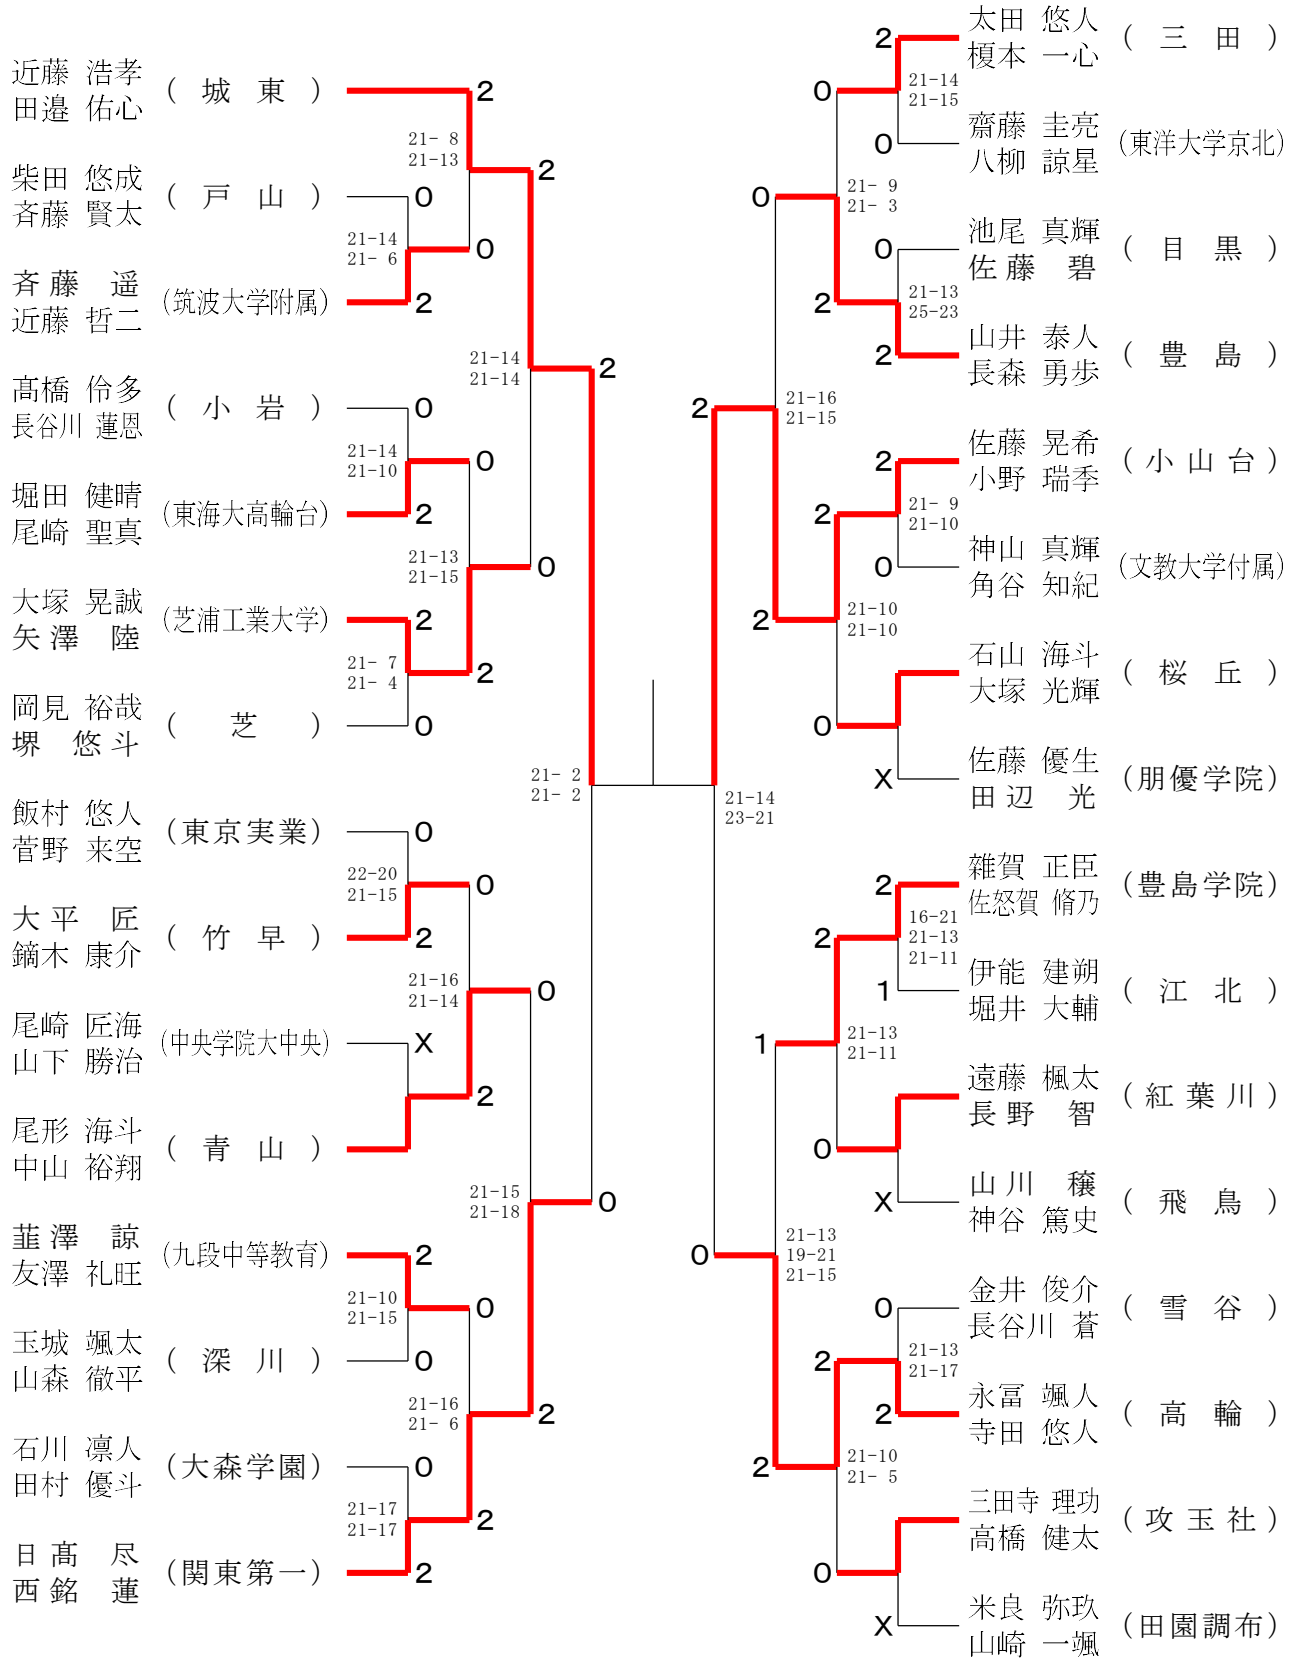 近藤 浩孝
田邉 佑心
( 城 東 )
2
21- 8
21-13
2
柴田 悠成
斉藤 賢太
( 戸 山 )
0
21-14
21- 6
0
斉藤 遥
近藤 哲二
(筑波大学附属)
2
21-14
21-14
2
髙橋 伶多
長谷川 蓮恩
( 小 岩 )
0
21-14
21-10
0
堀田 健晴
尾崎 聖真
(東海大高輪台)
2
21-13
21-15
0
大塚 晃誠
矢澤 陸
(芝浦工業大学)
2
21- 7
21- 4
2
岡見 裕哉
堺 悠斗
( 芝 )
0
21- 2
21- 2
飯村 悠人
菅野 来空
(東京実業)
0
22-20
21-15
0
大平 匠
鏑木 康介
( 竹 早 )
2
21-16
21-14
0
尾崎 匠海
山下 勝治
(中央学院大中央)
X
2
尾形 海斗
中山 裕翔
( 青 山 )
21-15
21-18
0
韮澤 諒
友澤 礼旺
(九段中等教育)
2
21-10
21-15
0
玉城 颯太
山森 徹平
( 深 川 )
0
21-16
21- 6
2
石川 凛人
田村 優斗
(大森学園)
0
21-17
21-17
2
日髙 尽
西銘 蓮
(関東第一)
2
太田 悠人
榎本 一心
( 三 田 )
2
21-14
21-15
0
齋藤 圭亮
八柳 諒星
(東洋大学京北)
0
21- 9
21- 3
0
池尾 真輝
佐藤 碧
( 目 黒 )
0
21-13
25-23
2
山井 泰人
長森 勇歩
( 豊 島 )
2
21-16
21-15
2
佐藤 晃希
小野 瑞季
( 小 山 台 )
2
21- 9
21-10
2
神山 真輝
角谷 知紀
(文教大学付属)
0
21-10
21-10
2
石山 海斗
大塚 光輝
( 桜 丘 )
0
佐藤 優生
田辺 光
(朋優学院)
X
21-14
23-21
雑賀 正臣
佐怒賀 脩乃
(豊島学院)
2
16-21
21-13
21-11
2
伊能 建朔
堀井 大輔
( 江 北 )
1
21-13
21-11
1
遠藤 楓太
長野 智
( 紅 葉 川 )
0
山川 穣
神谷 篤史
( 飛 鳥 )
X
21-13
19-21
21-15
0
金井 俊介
長谷川 蒼
( 雪 谷 )
0
21-13
21-17
2
永冨 颯人
寺田 悠人
( 高 輪 )
2
21-10
21- 5
2
三田寺 理功
高橋 健太
( 攻 玉 社 )
0
米良 弥玖
山崎 一颯
(田園調布)
X